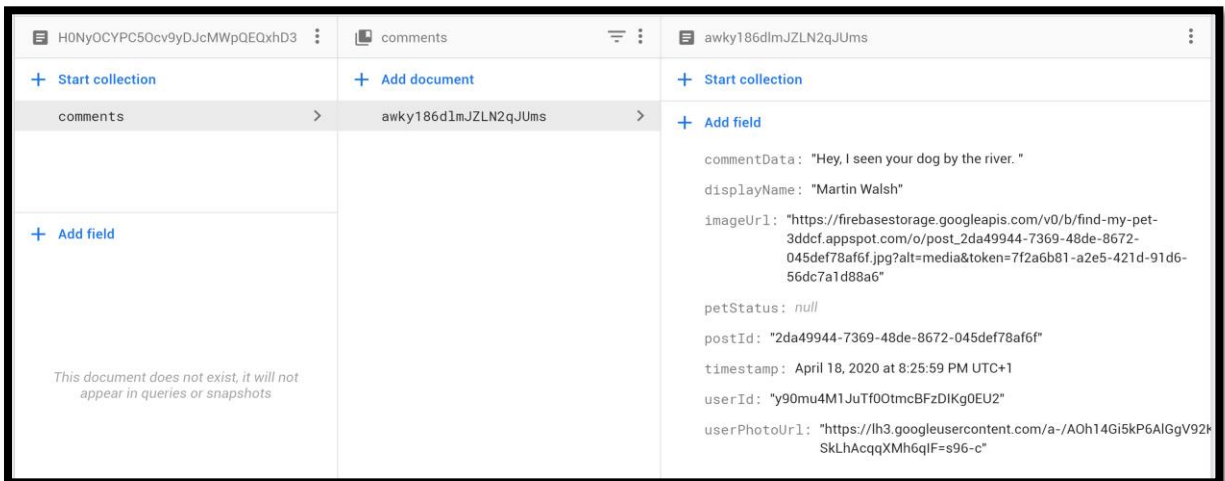 H0NyOCYPC5Ocv9yDJcMWpQEQxhD3
comments
awky186dlmJZLN2qJUms
+ Start collection
+ Add document
+ Start collection
comments
awky186dlmJZLN2qJUms
+ Add field
commentData: "Hey, I seen your dog by the river. "
displayName: "Martin Walsh"
imageUrl: "https://firebasestorage.googleapis.com/v0/b/find-my-pet-
3ddcf.appspot.com/o/post_2da49944-7369-48de-8672-
045def78af6f.jpg?alt=media&token=7f2a6b81-a2e5-421d-91d6-
56dc7a1d88a6"
+ Add field
petStatus: null
postId: "2da49944-7369-48de-8672-045def78af6f"
timestamp: April 18, 2020 at 8:25:59 PM UTC+1
userId: "y90mu4M1JuTf0OtmcBFzDIKg0EU2"
userPhotoUrl: "https://lh3.googleusercontent.com/a-/AOh14Gi5kP6AlGgV92K
SkLhAcqqXMh6qIF=s96-c"
This document does not exist, it will not
appear in queries or snapshots